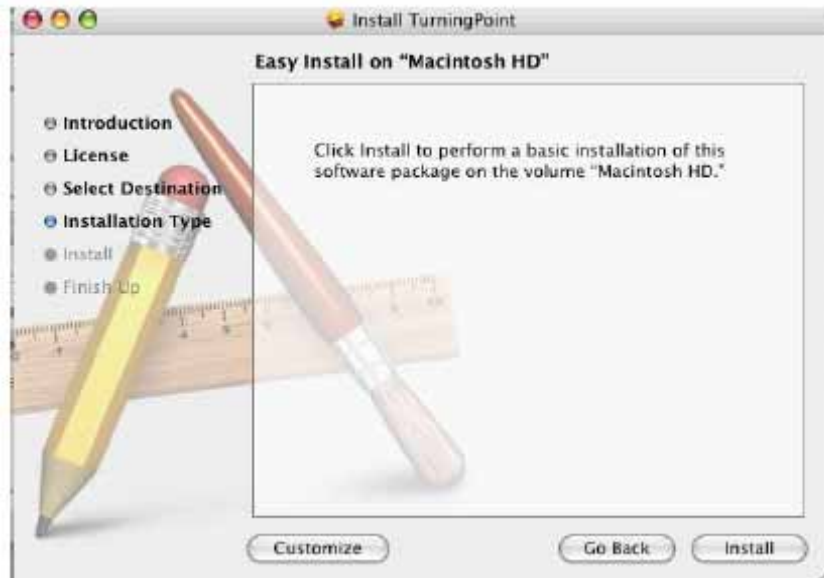 Install TurningPoint
Easy Install on "Macintosh HD"
Introduction
License
Select Destination
Installation Type
Install
Finish Up
Click Install to perform a basic installation of this
software package on the volume "Macintosh HD."
Customize
Go Back
Install